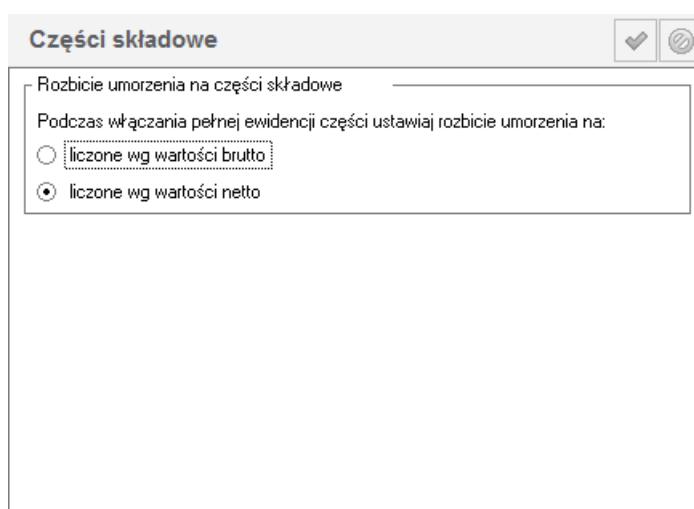 Części składowe
Rozbicie umorzenia na części składowe
Podczas włączania pełnej ewidencji części ustawiaj rozbicie umorzenia na:
liczone wg wartości brutto
liczone wg wartości netto